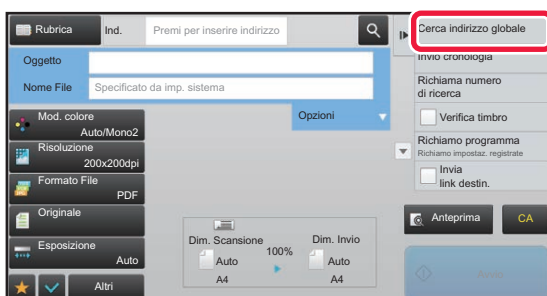 Rubrica
Ind.
Premi per inserire indirizzo
Cerca indirizzo globale
Oggetto
Invio cronologia
Nome File
Specificato da imp. sistema
Richiama numero
di ricerca
Mod. colore
Auto/Mono2
Opzioni
Verifica timbro
Risoluzione
200x200dpi
Richiamo programma
Richiamo impostaz. registrate
Formato File
PDF
Invia
link destin.
Originale
Anteprima
CA
Esposizione
Auto
Dim. Scansione
100%
Dim. Invio
Auto
Auto
A4
A4
Altri
Avvio